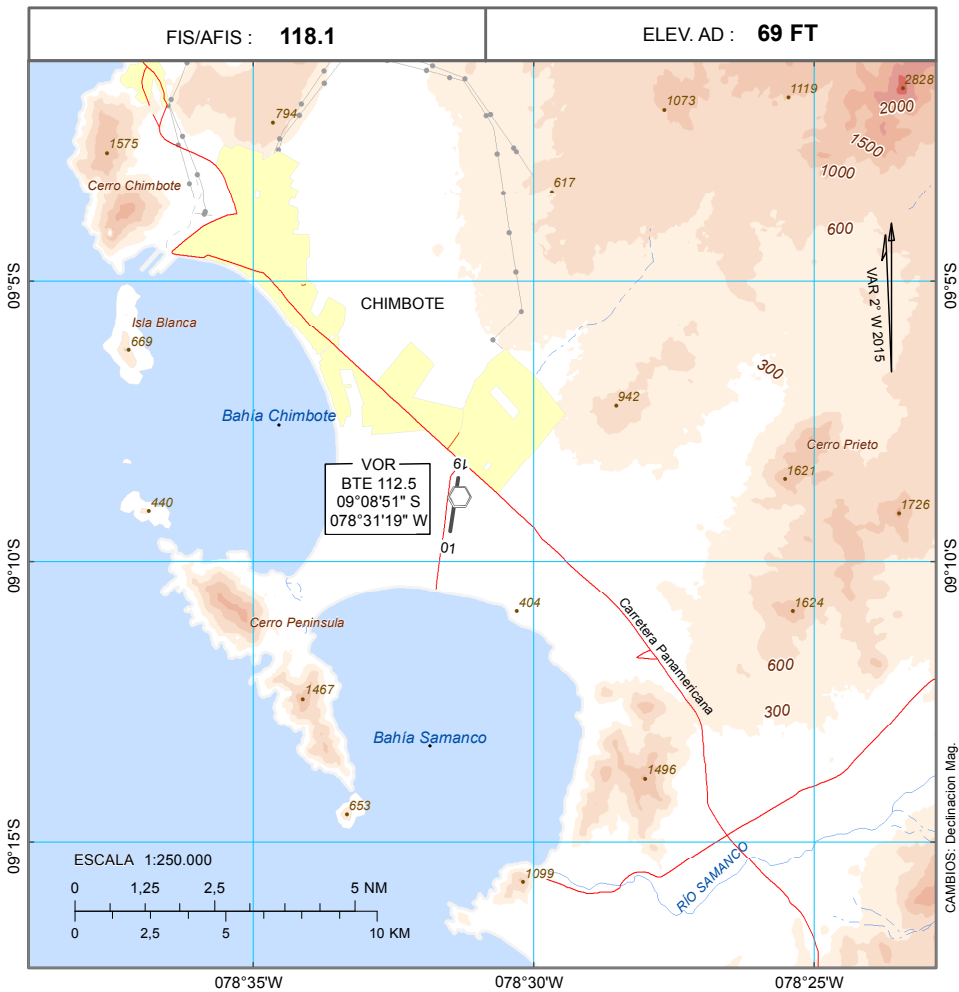 FIS/AFIS : 118.1
ELEV. AD : 69 FT
2828
1119
1073
2000
794
1500
1575
1000
Cerro Chimbote
617
600
VAR 2° W 2015
09°5'S
09°5'S
CHIMBOTE
Isla Blanca
669
300
942
Bahía Chimbote
Cerro Prieto
19
VOR
BTE 112.5
09°08'51" S
078°31'19" W
1621
440
1726
01
09°10'S
09°10'S
404
1624
Cerro Peninsula
Carretera Panamericana
600
1467
300
Bahía Samanco
1496
653
CAMBIOS: Declinacion Mag.
09°15'S
ESCALA 1:250.000
0 1,25 2,5 5 NM
0 2,5 5 10 KM
1099
RÍO SAMANCO
078°35'W
078°30'W
078°25'W